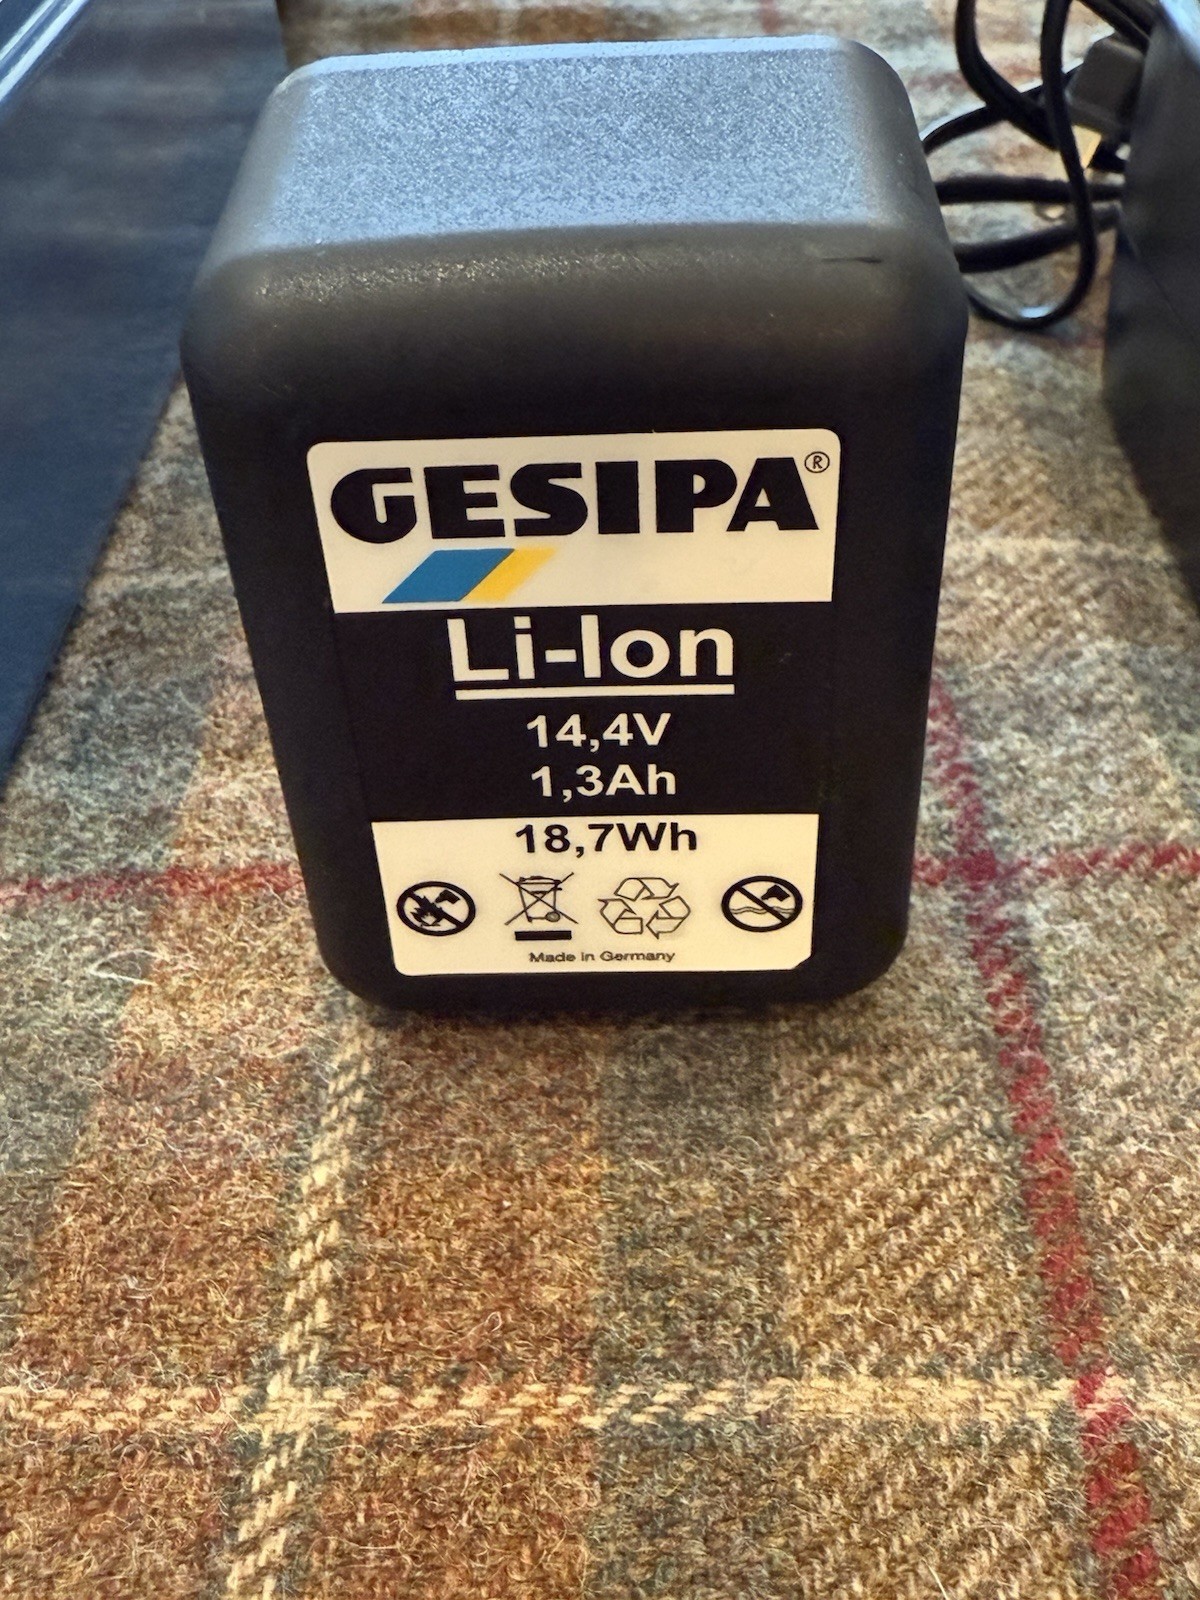 GESIPA®
Li-Ion
14,4V
1,3Ah
18,7Wh
Made in Germany